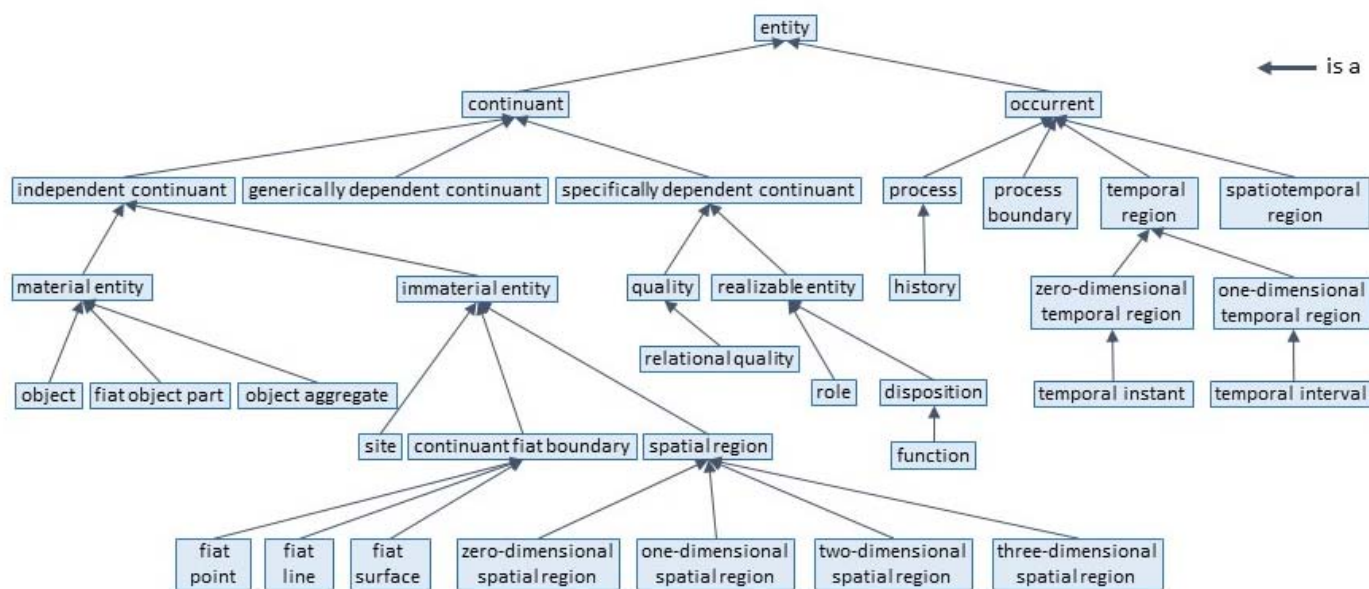 entity
is a
continuant
occurrent
independent continuant
generically dependent continuant
specifically dependent continuant
process
process
boundary
temporal
region
spatiotemporal
region
material entity
immaterial entity
quality
realizable entity
history
zero-dimensional
temporal region
one-dimensional
temporal region
relational quality
object
fiat object part
object aggregate
role
disposition
temporal instant
temporal interval
site
continuant fiat boundary
spatial region
function
fiat
point
fiat
line
fiat
surface
zero-dimensional
spatial region
one-dimensional
spatial region
two-dimensional
spatial region
three-dimensional
spatial region